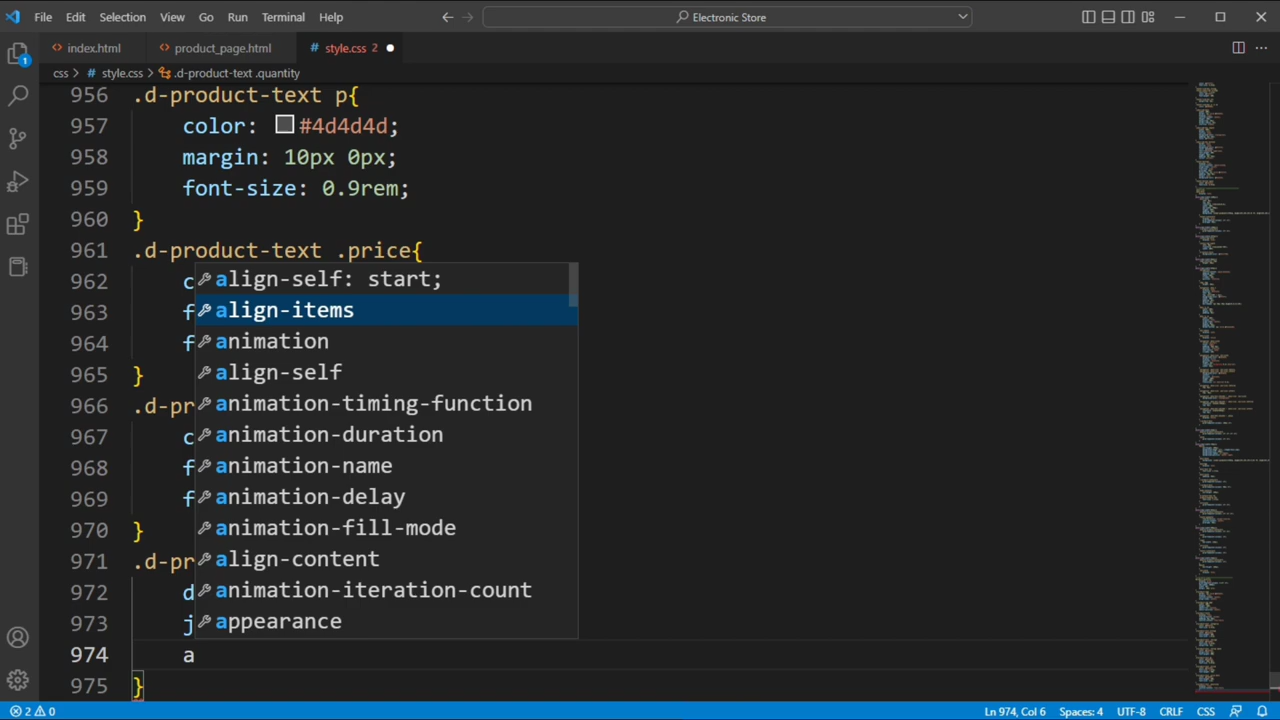 File Edit Selection View Go Run Terminal Help Electronic Store
index.html product_page.html # style.css 2
css > # style.css > .d-product-text .quantity
956 .d-product-text p{
957 color: #4d4d4d;
958 margin: 10px 0px;
959 font-size: 0.9rem;
960 }
961 .d-product-text .price{
962 c
align-self: start;
963 f
align-items
964 f
animation
965 }
align-self
966 .d-pr
animation-timing-function
967 c
animation-duration
968 f
animation-name
969 f
animation-delay
970 }
animation-fill-mode
971 .d-pr
align-content
972 d
animation-iteration-count
973 j
appearance
974 a
975 }
2 0 Ln 974, Col 6 Spaces: 4 UTF-8 CRLF CSS
1